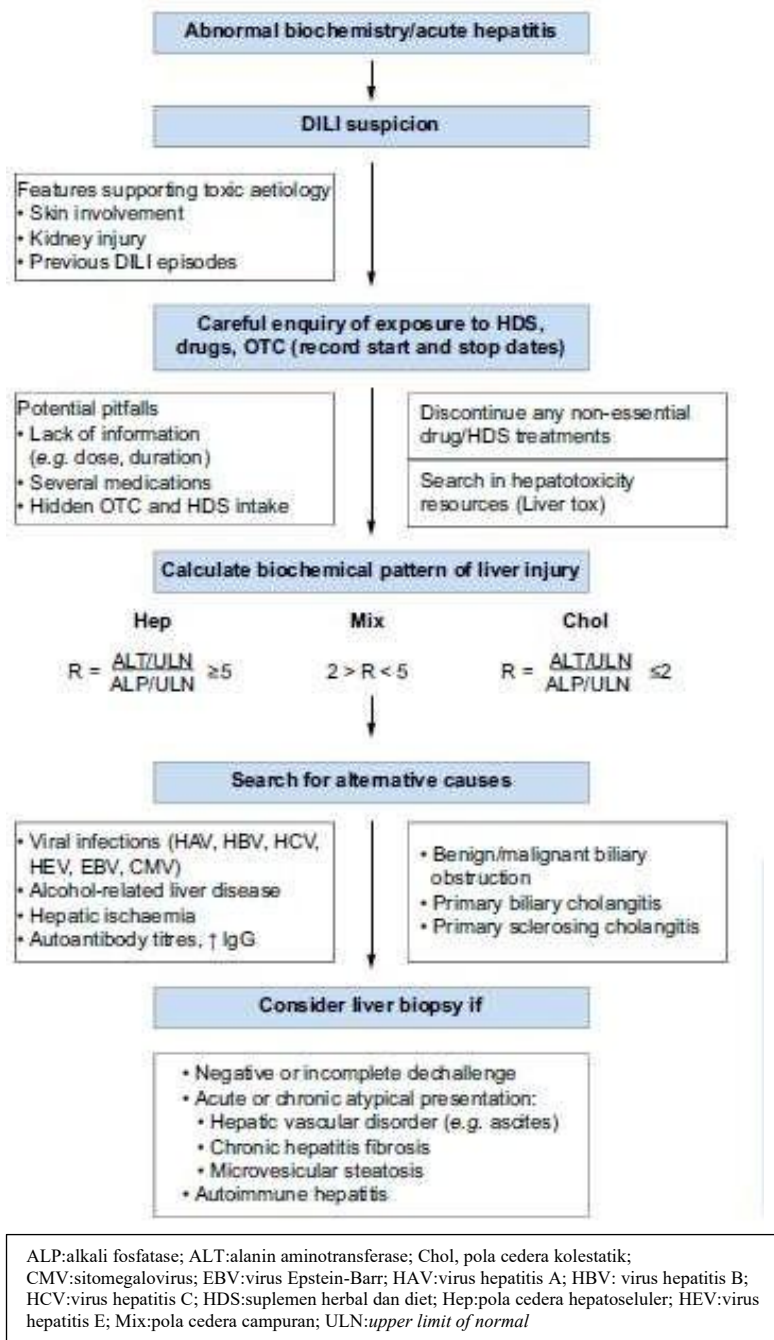 Abnormal biochemistry/acute hepatitis
DILI suspicion
Features supporting toxic aetiology
• Skin involvement
• Kidney injury
• Previous DILI episodes
Careful enquiry of exposure to HDS,
drugs, OTC (record start and stop dates)
Potential pitfalls
• Lack of information
(e.g. dose, duration)
• Several medications
• Hidden OTC and HDS intake
Discontinue any non-essential
drug/HDS treatments
Search in hepatotoxicity
resources (Liver tox)
Calculate biochemical pattern of liver injury
Hep Mix Chol
R = ALT/ULN / ALP/ULN ≥5 2 > R < 5 R = ALT/ULN / ALP/ULN ≤2
Search for alternative causes
• Viral infections (HAV, HBV, HCV,
HEV, EBV, CMV)
• Alcohol-related liver disease
• Hepatic ischaemia
• Autoantibody titres, ↑ IgG
• Benign/malignant biliary
obstruction
• Primary biliary cholangitis
• Primary sclerosing cholangitis
Consider liver biopsy if
• Negative or incomplete dechallenge
• Acute or chronic atypical presentation:
• Hepatic vascular disorder (e.g. ascites)
• Chronic hepatitis fibrosis
• Microvesicular steatosis
• Autoimmune hepatitis
ALP:alkali fosfatase; ALT:alanin aminotransferase; Chol, pola cedera kolestatik;
CMV:sitomegalovirus; EBV:virus Epstein-Barr; HAV:virus hepatitis A; HBV: virus hepatitis B;
HCV:virus hepatitis C; HDS:suplemen herbal dan diet; Hep:pola cedera hepatoseluler; HEV:virus
hepatitis E; Mix:pola cedera campuran; ULN:upper limit of normal